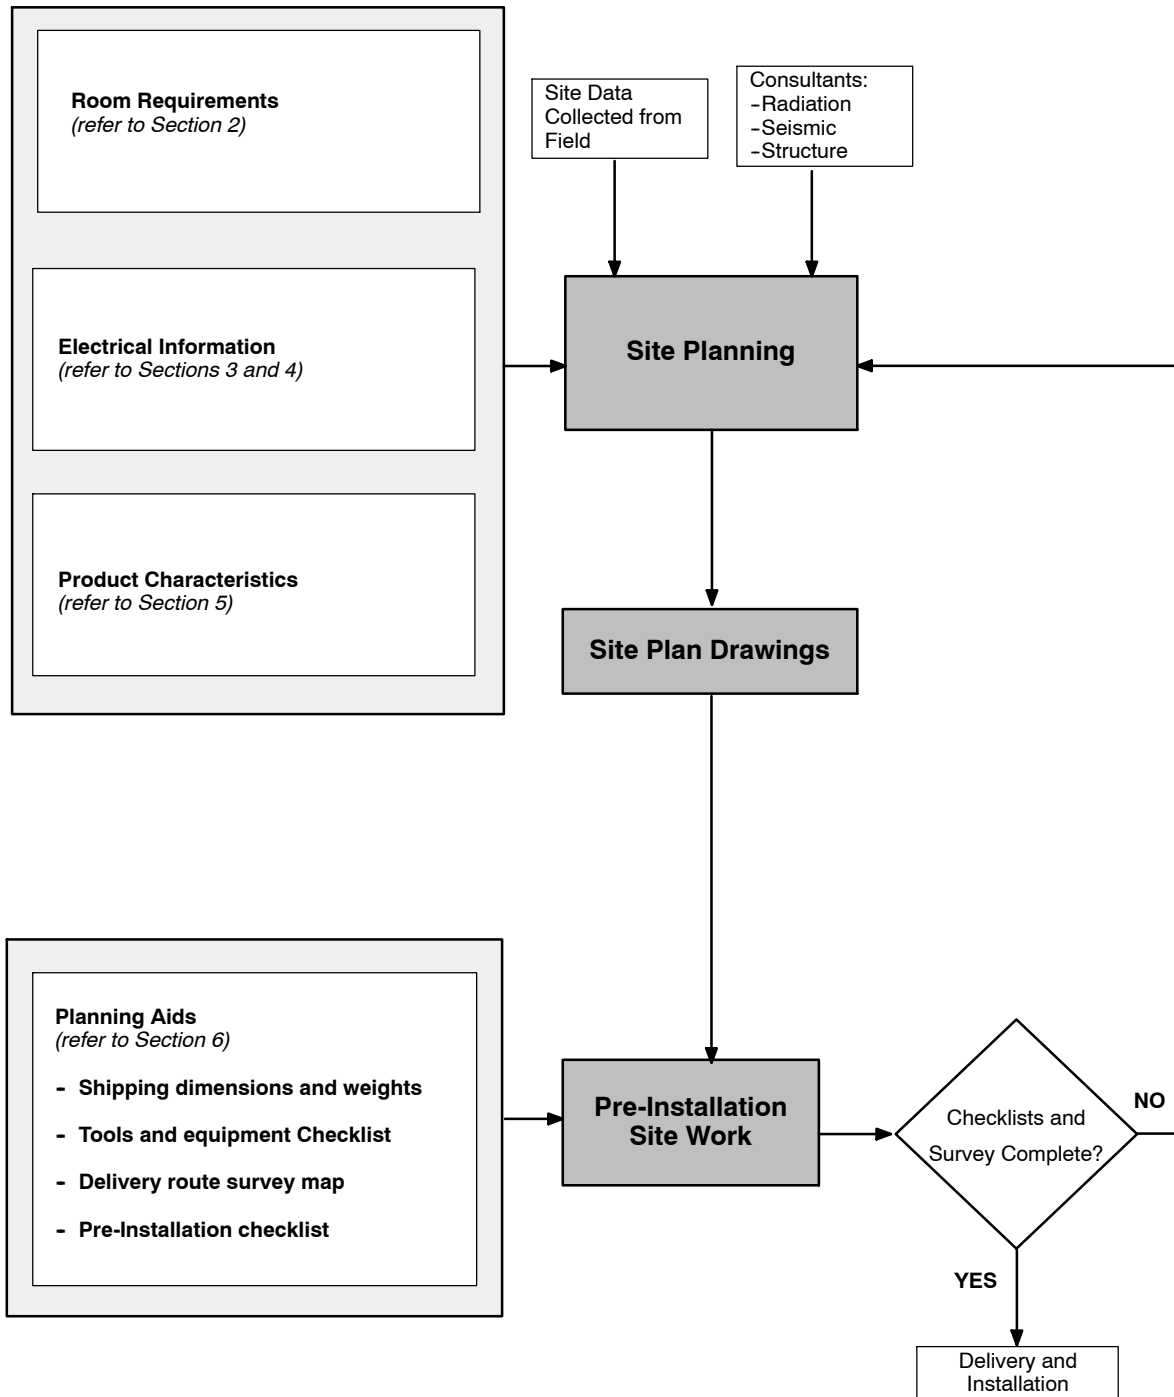 Room Requirements
(refer to Section 2)
Electrical Information
(refer to Sections 3 and 4)
Product Characteristics
(refer to Section 5)
Site Data
Collected from
Field
Consultants:
-Radiation
-Seismic
-Structure
Site Planning
Site Plan Drawings
Planning Aids
(refer to Section 6)
- Shipping dimensions and weights
- Tools and equipment Checklist
- Delivery route survey map
- Pre-Installation checklist
Pre-Installation
Site Work
Checklists and
Survey Complete?
NO
YES
Delivery and
Installation